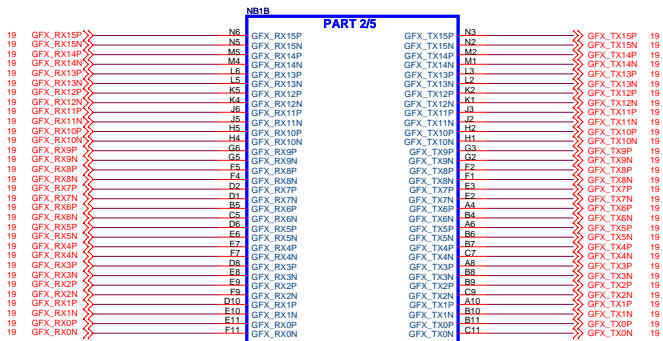 NB1B
PART 2/5
19 GFX_RX15P N6 GFX_RX15P GFX_TX15P N3 GFX_TX15P 19
19 GFX_RX15N N5 GFX_RX15N GFX_TX15N N2 GFX_TX15N 19
19 GFX_RX14P M5 GFX_RX14P GFX_TX14P M2 GFX_TX14P 19
19 GFX_RX14N M4 GFX_RX14N GFX_TX14N M1 GFX_TX14N 19
19 GFX_RX13P L6 GFX_RX13P GFX_TX13P L3 GFX_TX13P 19
19 GFX_RX13N L5 GFX_RX13N GFX_TX13N L2 GFX_TX13N 19
19 GFX_RX12P K5 GFX_RX12P GFX_TX12P K2 GFX_TX12P 19
19 GFX_RX12N K4 GFX_RX12N GFX_TX12N K1 GFX_TX12N 19
19 GFX_RX11P J6 GFX_RX11P GFX_TX11P J3 GFX_TX11P 19
19 GFX_RX11N J5 GFX_RX11N GFX_TX11N J2 GFX_TX11N 19
19 GFX_RX10P H5 GFX_RX10P GFX_TX10P H2 GFX_TX10P 19
19 GFX_RX10N H4 GFX_RX10N GFX_TX10N H1 GFX_TX10N 19
19 GFX_RX9P G6 GFX_RX9P GFX_TX9P G3 GFX_TX9P 19
19 GFX_RX9N G5 GFX_RX9N GFX_TX9N G2 GFX_TX9N 19
19 GFX_RX8P F5 GFX_RX8P GFX_TX8P F2 GFX_TX8P 19
19 GFX_RX8N F4 GFX_RX8N GFX_TX8N F1 GFX_TX8N 19
19 GFX_RX7P D2 GFX_RX7P GFX_TX7P E3 GFX_TX7P 19
19 GFX_RX7N D1 GFX_RX7N GFX_TX7N E2 GFX_TX7N 19
19 GFX_RX6P B5 GFX_RX6P GFX_TX6P A4 GFX_TX6P 19
19 GFX_RX6N C5 GFX_RX6N GFX_TX6N B4 GFX_TX6N 19
19 GFX_RX5P D6 GFX_RX5P GFX_TX5P A6 GFX_TX5P 19
19 GFX_RX5N E6 GFX_RX5N GFX_TX5N B6 GFX_TX5N 19
19 GFX_RX4P E7 GFX_RX4P GFX_TX4P B7 GFX_TX4P 19
19 GFX_RX4N F7 GFX_RX4N GFX_TX4N C7 GFX_TX4N 19
19 GFX_RX3P D8 GFX_RX3P GFX_TX3P A8 GFX_TX3P 19
19 GFX_RX3N E8 GFX_RX3N GFX_TX3N B8 GFX_TX3N 19
19 GFX_RX2P E9 GFX_RX2P GFX_TX2P B9 GFX_TX2P 19
19 GFX_RX2N F9 GFX_RX2N GFX_TX2N C9 GFX_TX2N 19
19 GFX_RX1P D10 GFX_RX1P GFX_TX1P A10 GFX_TX1P 19
19 GFX_RX1N E10 GFX_RX1N GFX_TX1N B10 GFX_TX1N 19
19 GFX_RX0P E11 GFX_RX0P GFX_TX0P B11 GFX_TX0P 19
19 GFX_RX0N F11 GFX_RX0N GFX_TX0N C11 GFX_TX0N 19